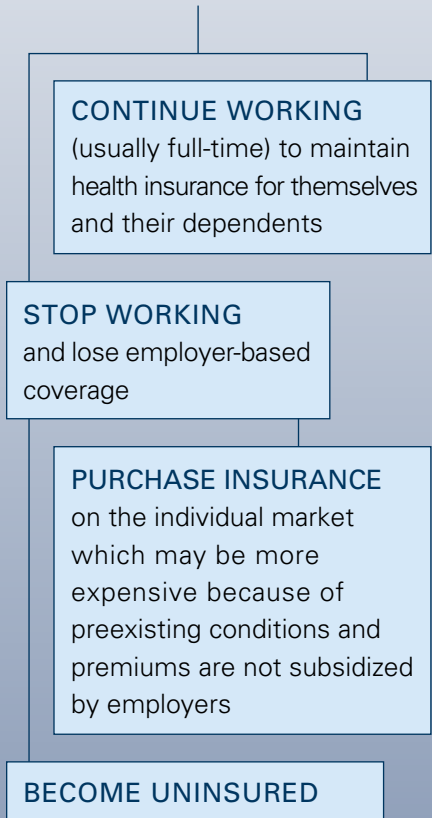 CONTINUE WORKING
(usually full-time) to maintain
health insurance for themselves
and their dependents
STOP WORKING
and lose employer-based
coverage
PURCHASE INSURANCE
on the individual market
which may be more
expensive because of
preexisting conditions and
premiums are not subsidized
by employers
BECOME UNINSURED